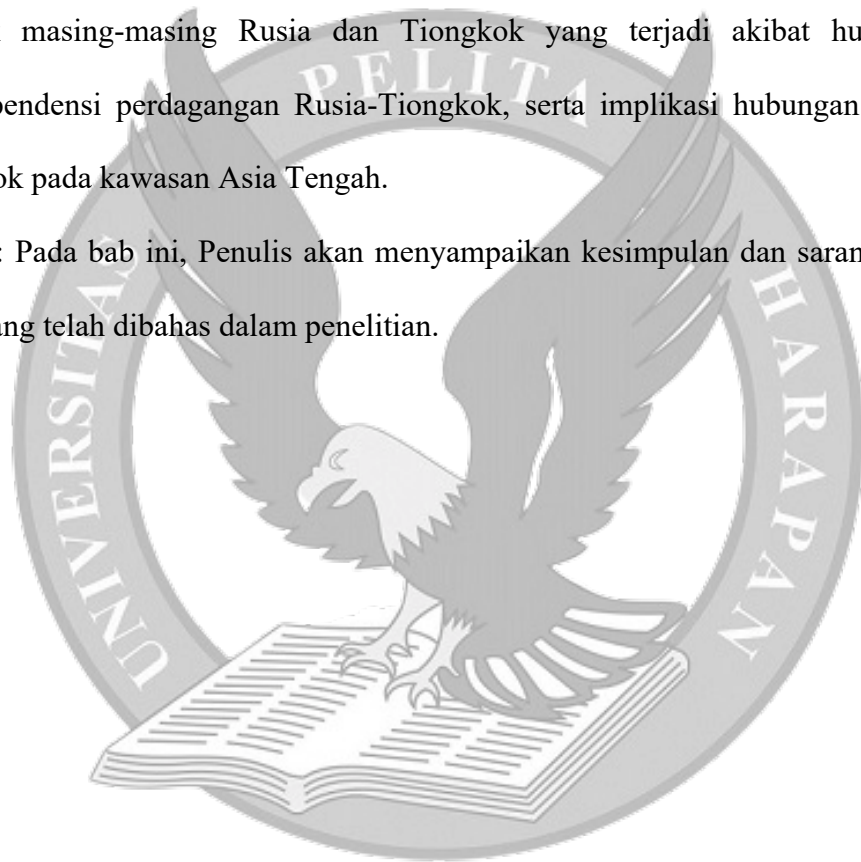 masing-masing Rusia dan Tiongkok yang terjadi akibat hu
pendensi perdagangan Rusia-Tiongkok, serta implikasi hubungan
ok pada kawasan Asia Tengah.
: Pada bab ini, Penulis akan menyampaikan kesimpulan dan saran
ang telah dibahas dalam penelitian.
UNIVERSITAS PELITA HARAPAN